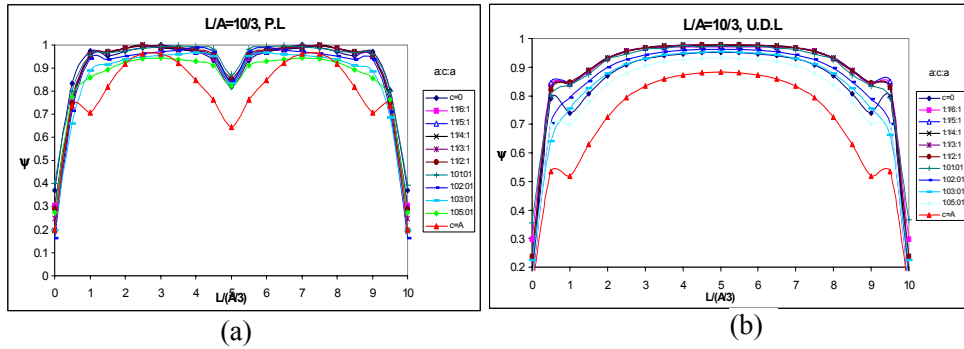 L/A=10/3, P.L
1
0.9
0.8
0.7
0.6
0.5
0.4
0.3
0.2
0.1
0
ψ
0 1 2 3 4 5 6 7 8 9 10
L/(A/3)
a:c:a
c=0
1:1/6:1
1:1/5:1
1:1/4:1
1:1/3:1
1:1/2:1
1:01:01
1:02:01
1:03:01
1:05:01
c=A
(a)
L/A=10/3, U.D.L
1
0.9
0.8
0.7
0.6
0.5
0.4
0.3
0.2
ψ
0 1 2 3 4 5 6 7 8 9 10
L/(A/3)
a:c:a
c=0
1:1/6:1
1:1/5:1
1:1/4:1
1:1/3:1
1:1/2:1
1:01:01
1:02:01
1:03:01
1:05:01
c=A
(b)